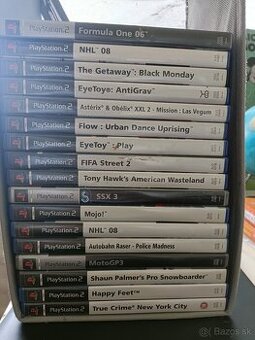 PlayStation 2 Formula One 06
PlayStation 2 NHL 08
PlayStation 2 The Getaway: Black Monday
PlayStation 2 EyeToy: AntiGrav
PlayStation 2 Astérix & Obélix XXL 2 - Mission: Las Vegum
PlayStation 2 Flow: Urban Dance Uprising
PlayStation 2 EyeToy Play
PlayStation 2 FIFA Street 2
PlayStation 2 Tony Hawk's American Wasteland
PlayStation 2 SSX 3
PlayStation 2 Mojo!
PlayStation 2 NHL 08
PlayStation 2 Autobahn Raser - Police Madness
PlayStation 2 MotoGP3
PlayStation 2 Shaun Palmer's Pro Snowboarder
PlayStation 2 Happy Feet
PlayStation 2 True Crime New York City
Bazos.sk